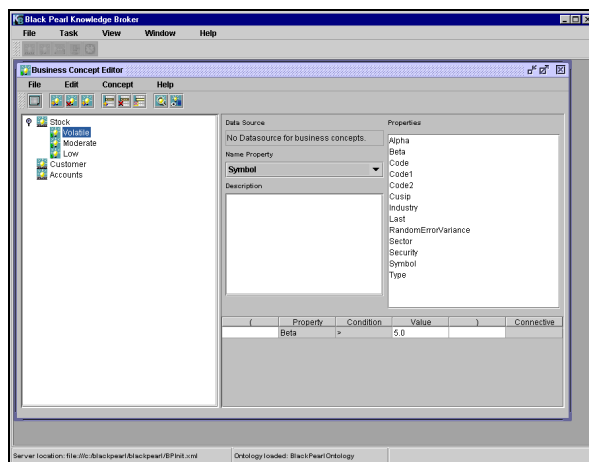 Black Pearl Knowledge Broker
File Task View Window Help
Business Concept Editor
File Edit Concept Help
Stock
Volatile
Moderate
Low
Customer
Accounts
Data Source
No Datasource for business concepts.
Name Property
Symbol
Description
Properties
Alpha
Beta
Code
Code1
Code2
Cusip
Industry
Last
RandomErrorVariance
Sector
Security
Symbol
Type
( Property Condition Value ) Connective
Beta > 5.0
Server location: file:///c:/blackpearl/blackpearl/BPInit.xml Ontology loaded: BlackPearlOntology